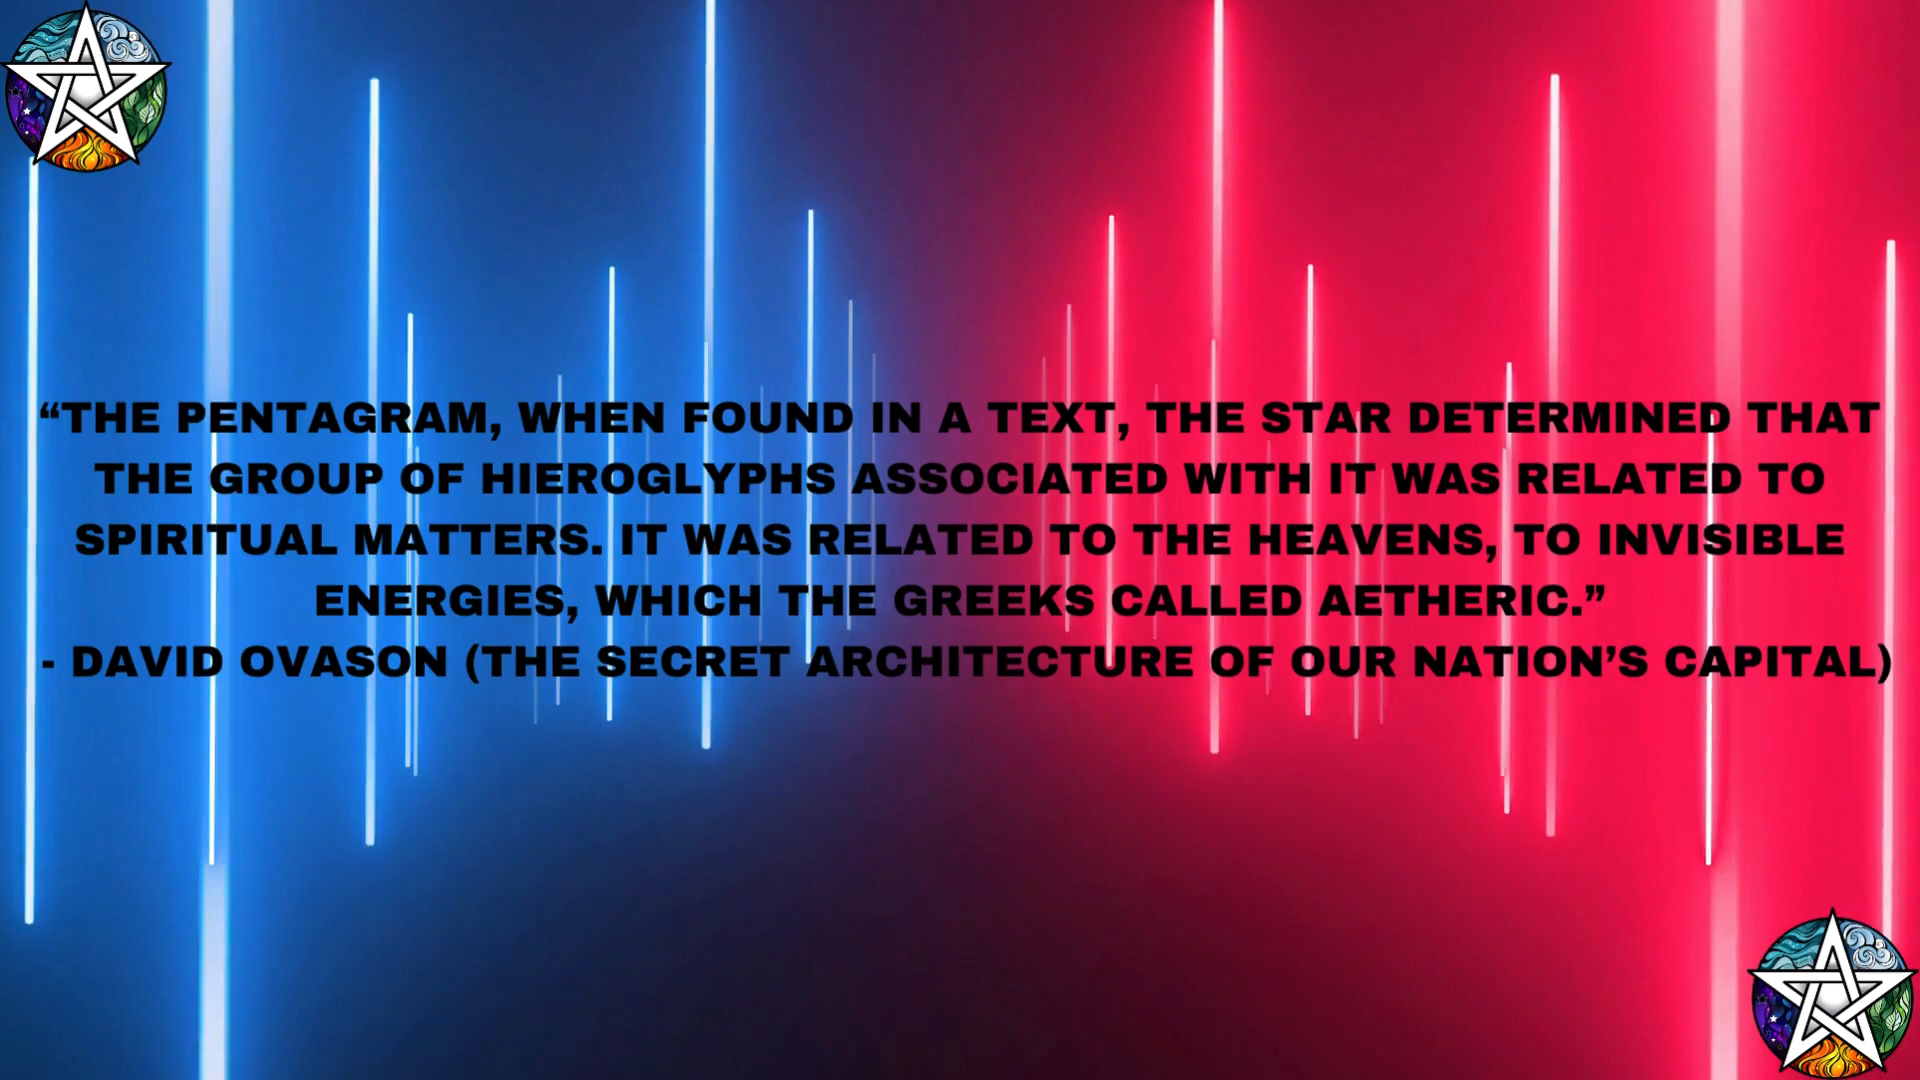 “THE PENTAGRAM, WHEN FOUND IN A TEXT, THE STAR DETERMINED THAT
THE GROUP OF HIEROGLYPHS ASSOCIATED WITH IT WAS RELATED TO
SPIRITUAL MATTERS. IT WAS RELATED TO THE HEAVENS, TO INVISIBLE
ENERGIES, WHICH THE GREEKS CALLED AETHERIC.”
- DAVID OVASON (THE SECRET ARCHITECTURE OF OUR NATION’S CAPITAL)